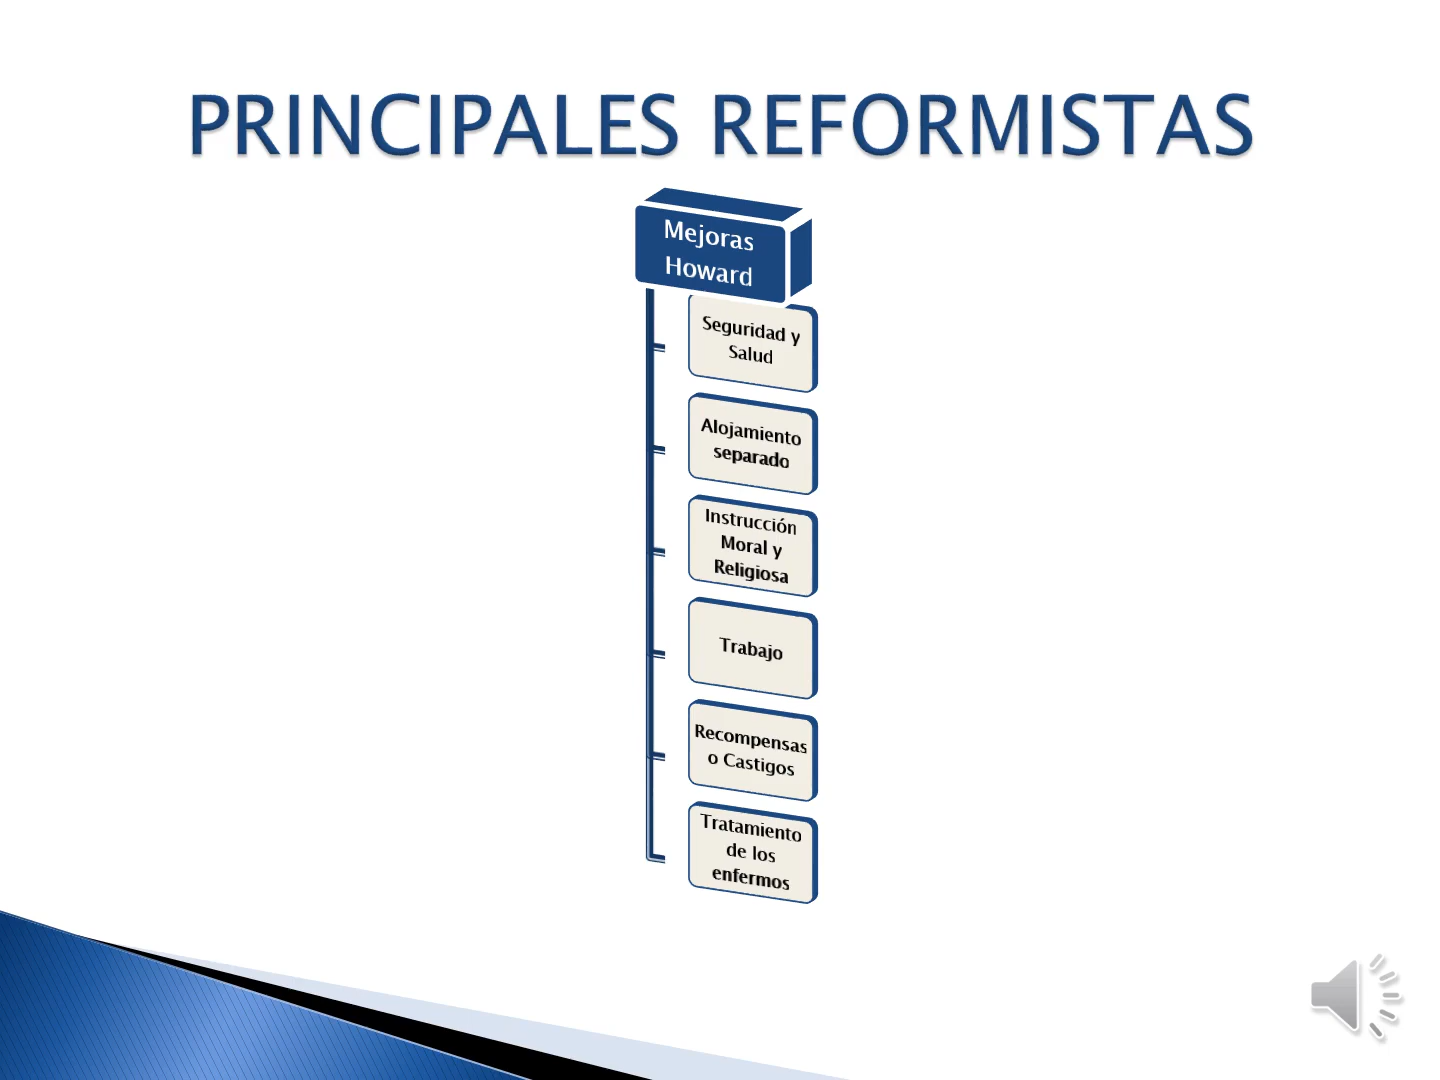 PRINCIPALES REFORMISTAS
Mejoras
Howard
Seguridad y
Salud
Alojamiento
separado
Instrucción
Moral y
Religiosa
Trabajo
Recompensas
o Castigos
Tratamiento
de los
enfermos